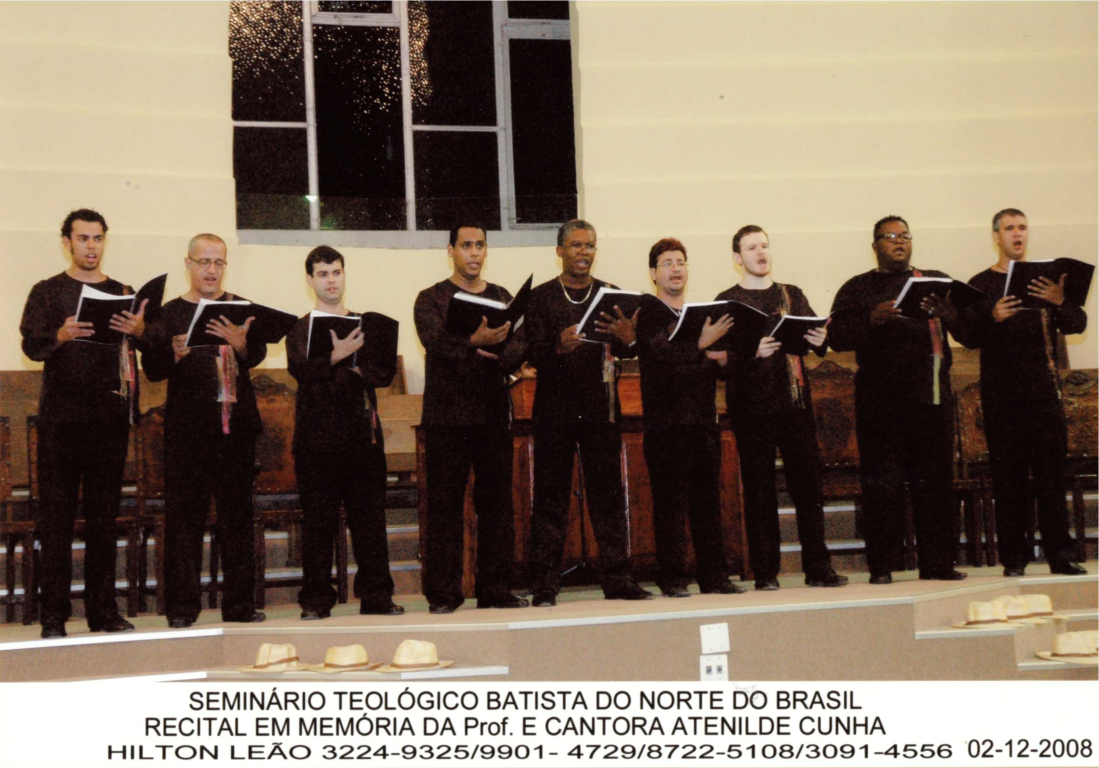 SEMINÁRIO TEOLÓGICO BATISTA DO NORTE DO BRASIL
RECITAL EM MEMÓRIA DA Prof. E CANTORA ATENILDE CUNHA
HILTON LEÃO 3224-9325/9901- 4729/8722-5108/3091-4556 02-12-2008